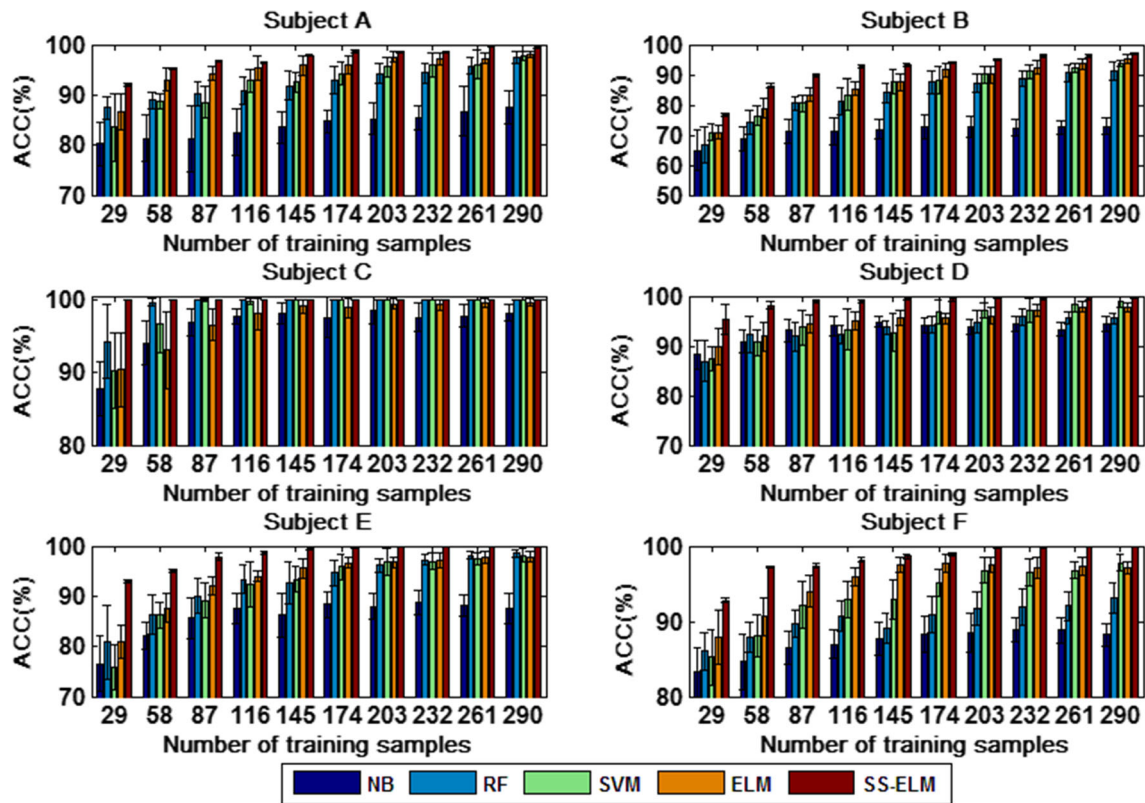 Subject A
ACC(%)
100
90
80
70
29 58 87 116 145 174 203 232 261 290
Number of training samples
Subject B
ACC(%)
100
90
80
70
60
50
29 58 87 116 145 174 203 232 261 290
Number of training samples
Subject C
ACC(%)
100
90
80
29 58 87 116 145 174 203 232 261 290
Number of training samples
Subject D
ACC(%)
100
90
80
70
29 58 87 116 145 174 203 232 261 290
Number of training samples
Subject E
ACC(%)
100
90
80
70
29 58 87 116 145 174 203 232 261 290
Number of training samples
Subject F
ACC(%)
100
90
80
29 58 87 116 145 174 203 232 261 290
Number of training samples
NB RF SVM ELM SS-ELM